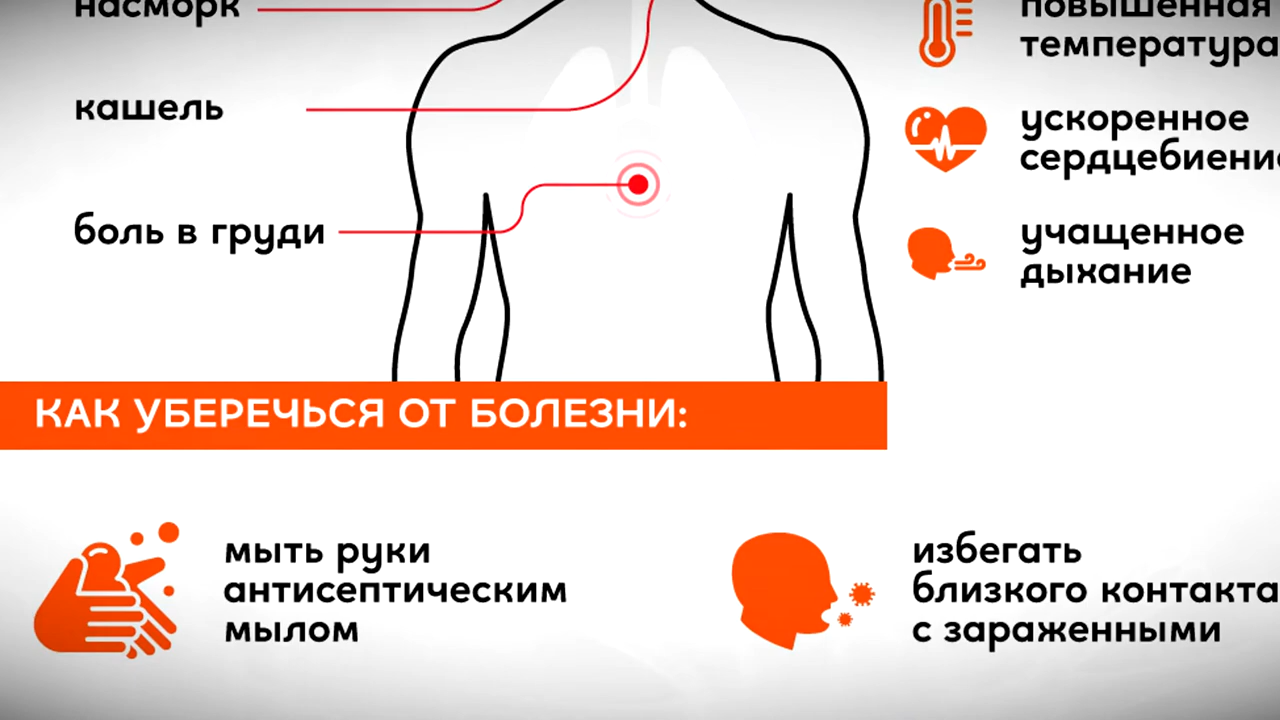 насморк
кашель
боль в груди
повышенная
температура
ускоренное
сердцебиение
учащенное
дыхание
КАК УБЕРЕЧЬСЯ ОТ БОЛЕЗНИ:
мыть руки
антисептическим
мылом
избегать
близкого контакта
с зараженными